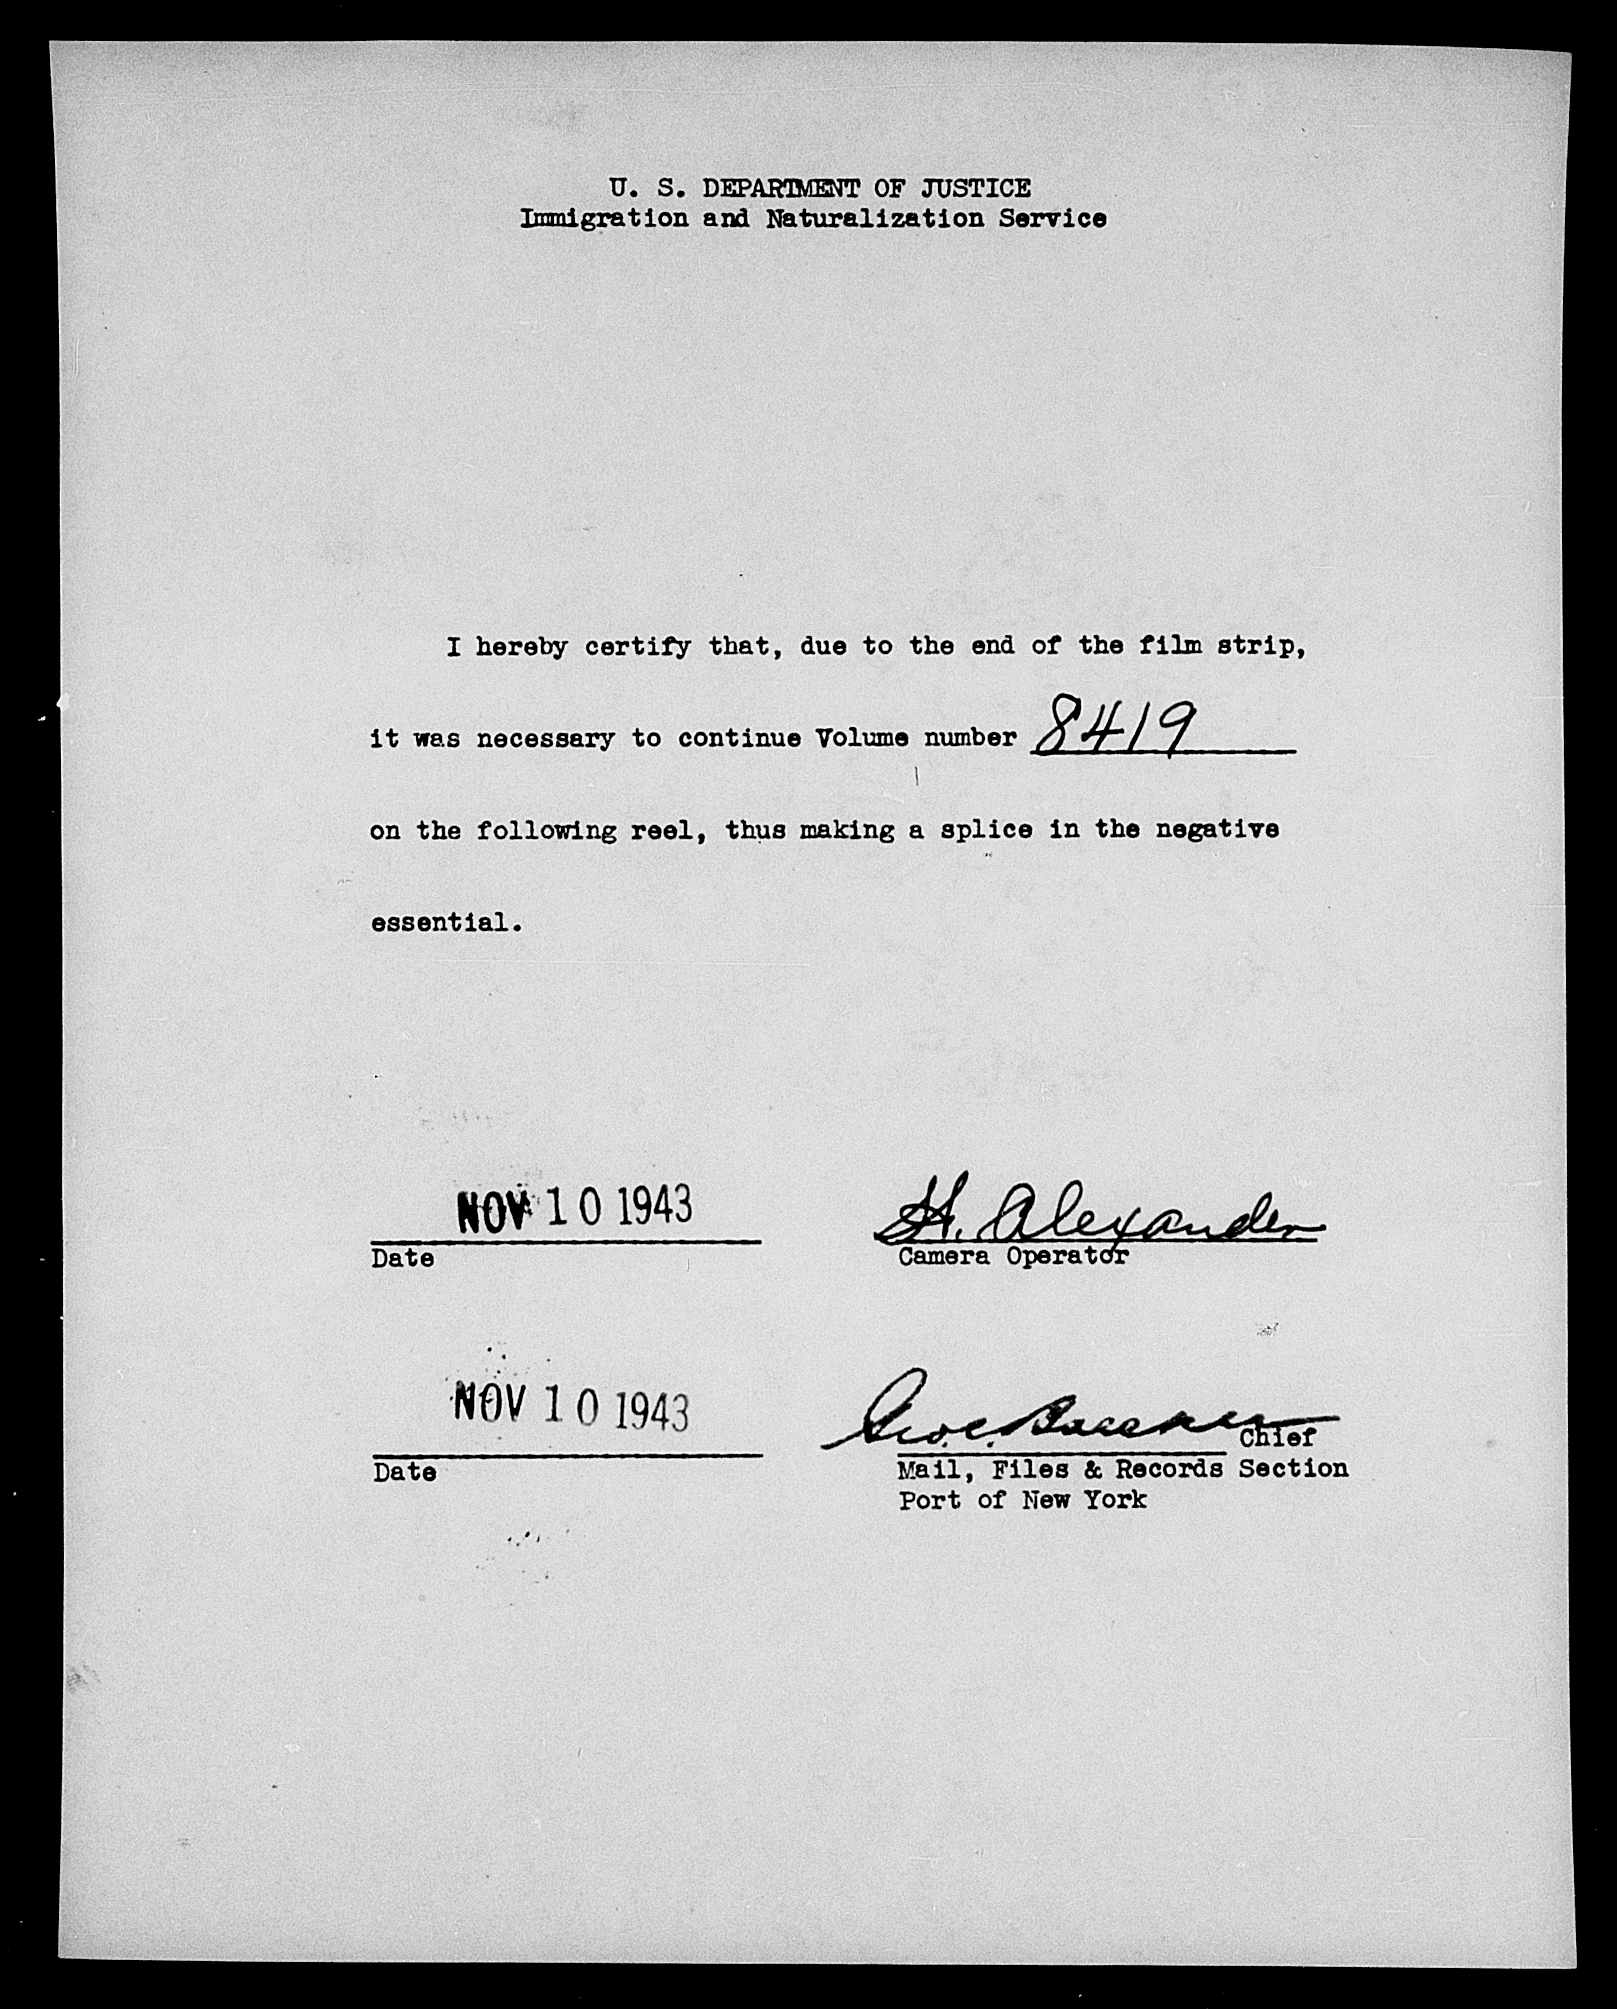 U. S. DEPARTMENT OF JUSTICE
Immigration and Naturalization Service
I hereby certify that, due to the end of the film strip,
it was necessary to continue Volume number 8419
on the following reel, thus making a splice in the negative
essential.
NOV 10 1943
H. Alexander
Date
Camera Operator
NOV 10 1943
Chief
Date
Mail, Files & Records Section
Port of New York